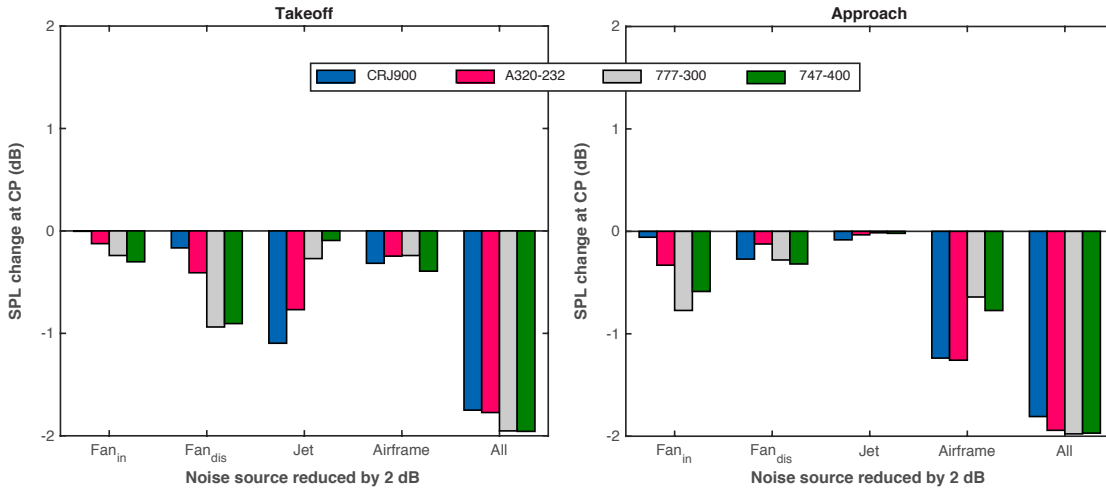 Takeoff
Approach
CRJ900
A320-232
777-300
747-400
SPL change at CP (dB)
2
1
0
-1
-2
Fan_in
Fan_dis
Jet
Airframe
All
Noise source reduced by 2 dB
SPL change at CP (dB)
2
1
0
-1
-2
Fan_in
Fan_dis
Jet
Airframe
All
Noise source reduced by 2 dB